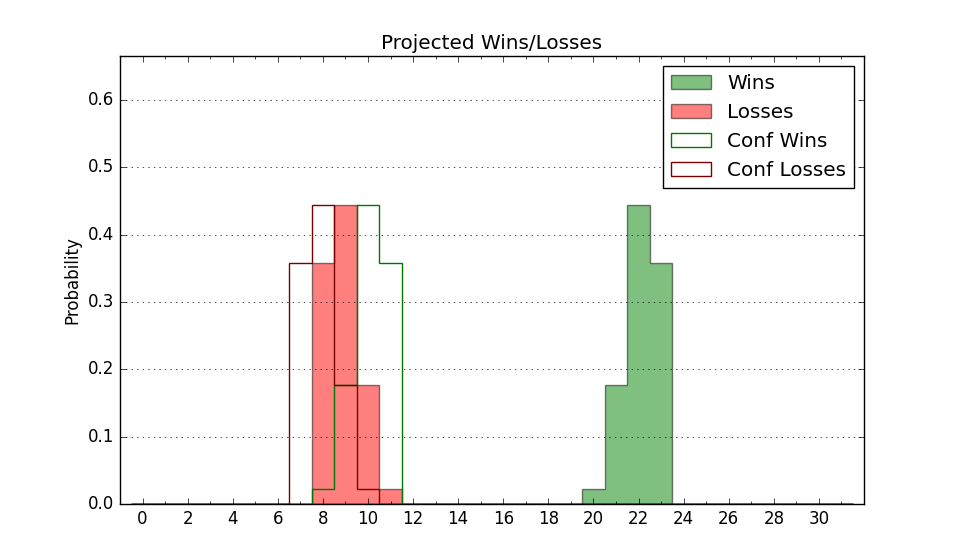 Projected Wins/Losses
Wins
Losses
Conf Wins
Conf Losses
Probability
0.6
0.5
0.4
0.3
0.2
0.1
0.0
0 2 4 6 8 10 12 14 16 18 20 22 24 26 28 30